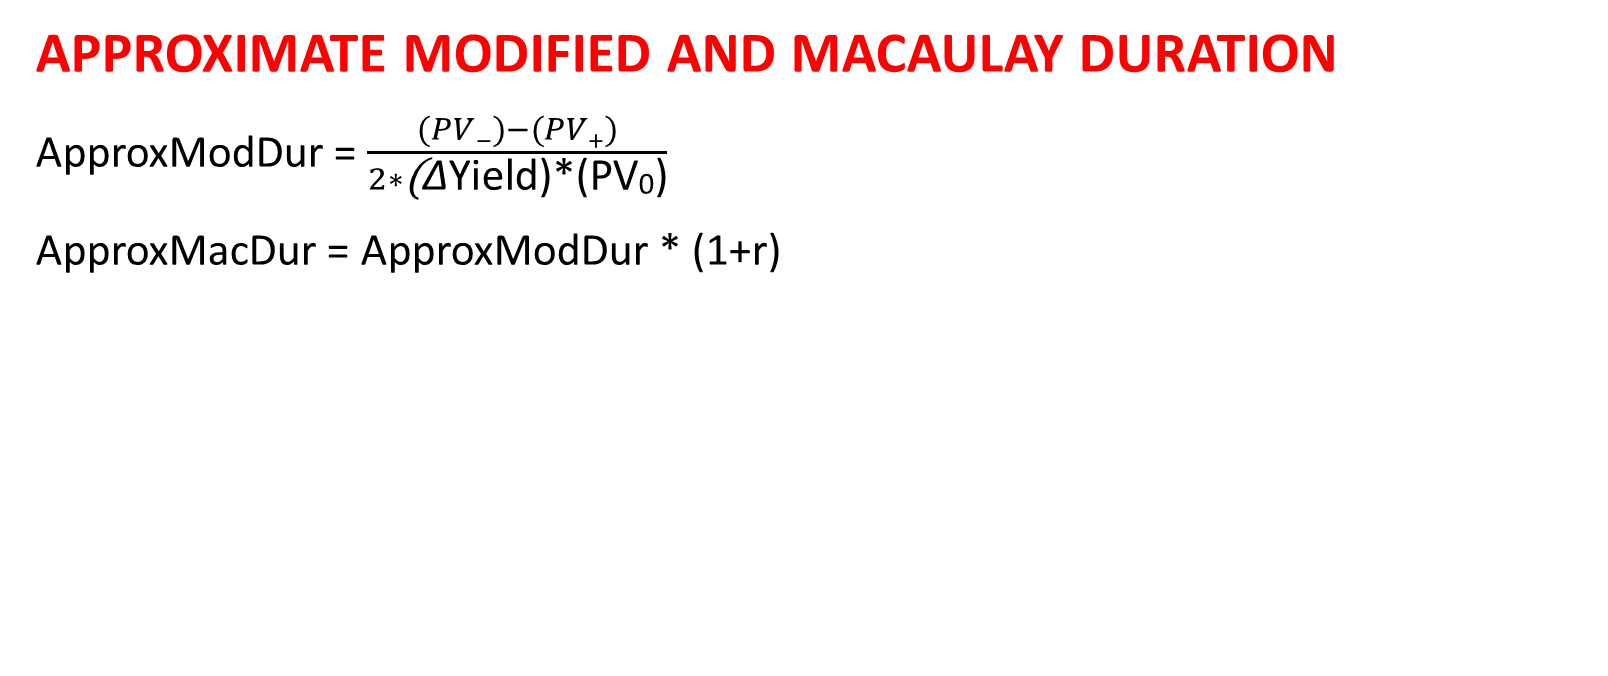 APPROXIMATE MODIFIED AND MACAULAY DURATION
ApproxModDur = (PV₋)−(PV₊)
2*(ΔYield)*(PV₀)
ApproxMacDur = ApproxModDur * (1+r)